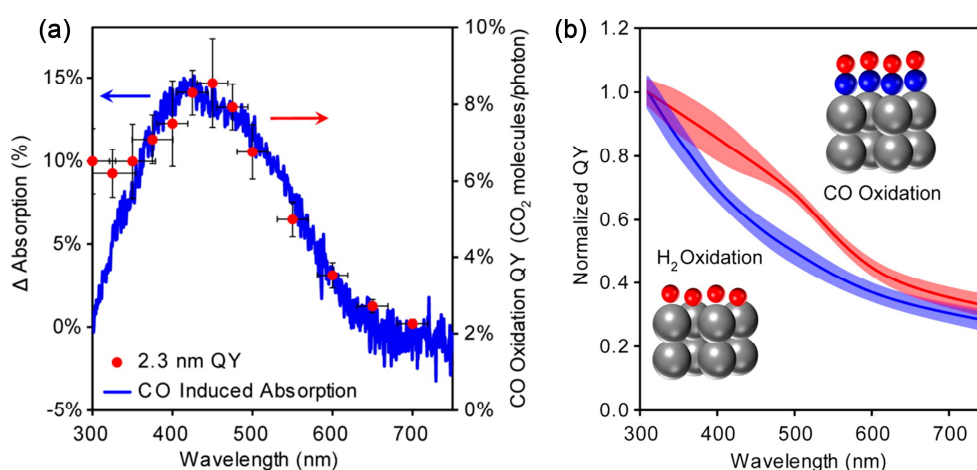 (a)
15%
10%
5%
0%
-5%
Δ Absorption (%)
10%
8%
6%
4%
2%
0%
CO Oxidation QY (CO₂ molecules/photon)
2.3 nm QY
CO Induced Absorption
300 400 500 600 700
Wavelength (nm)
(b)
1.2
1.0
0.8
0.6
0.4
0.2
0.0
Normalized QY
CO Oxidation
H₂Oxidation
300 400 500 600 700
Wavelength (nm)